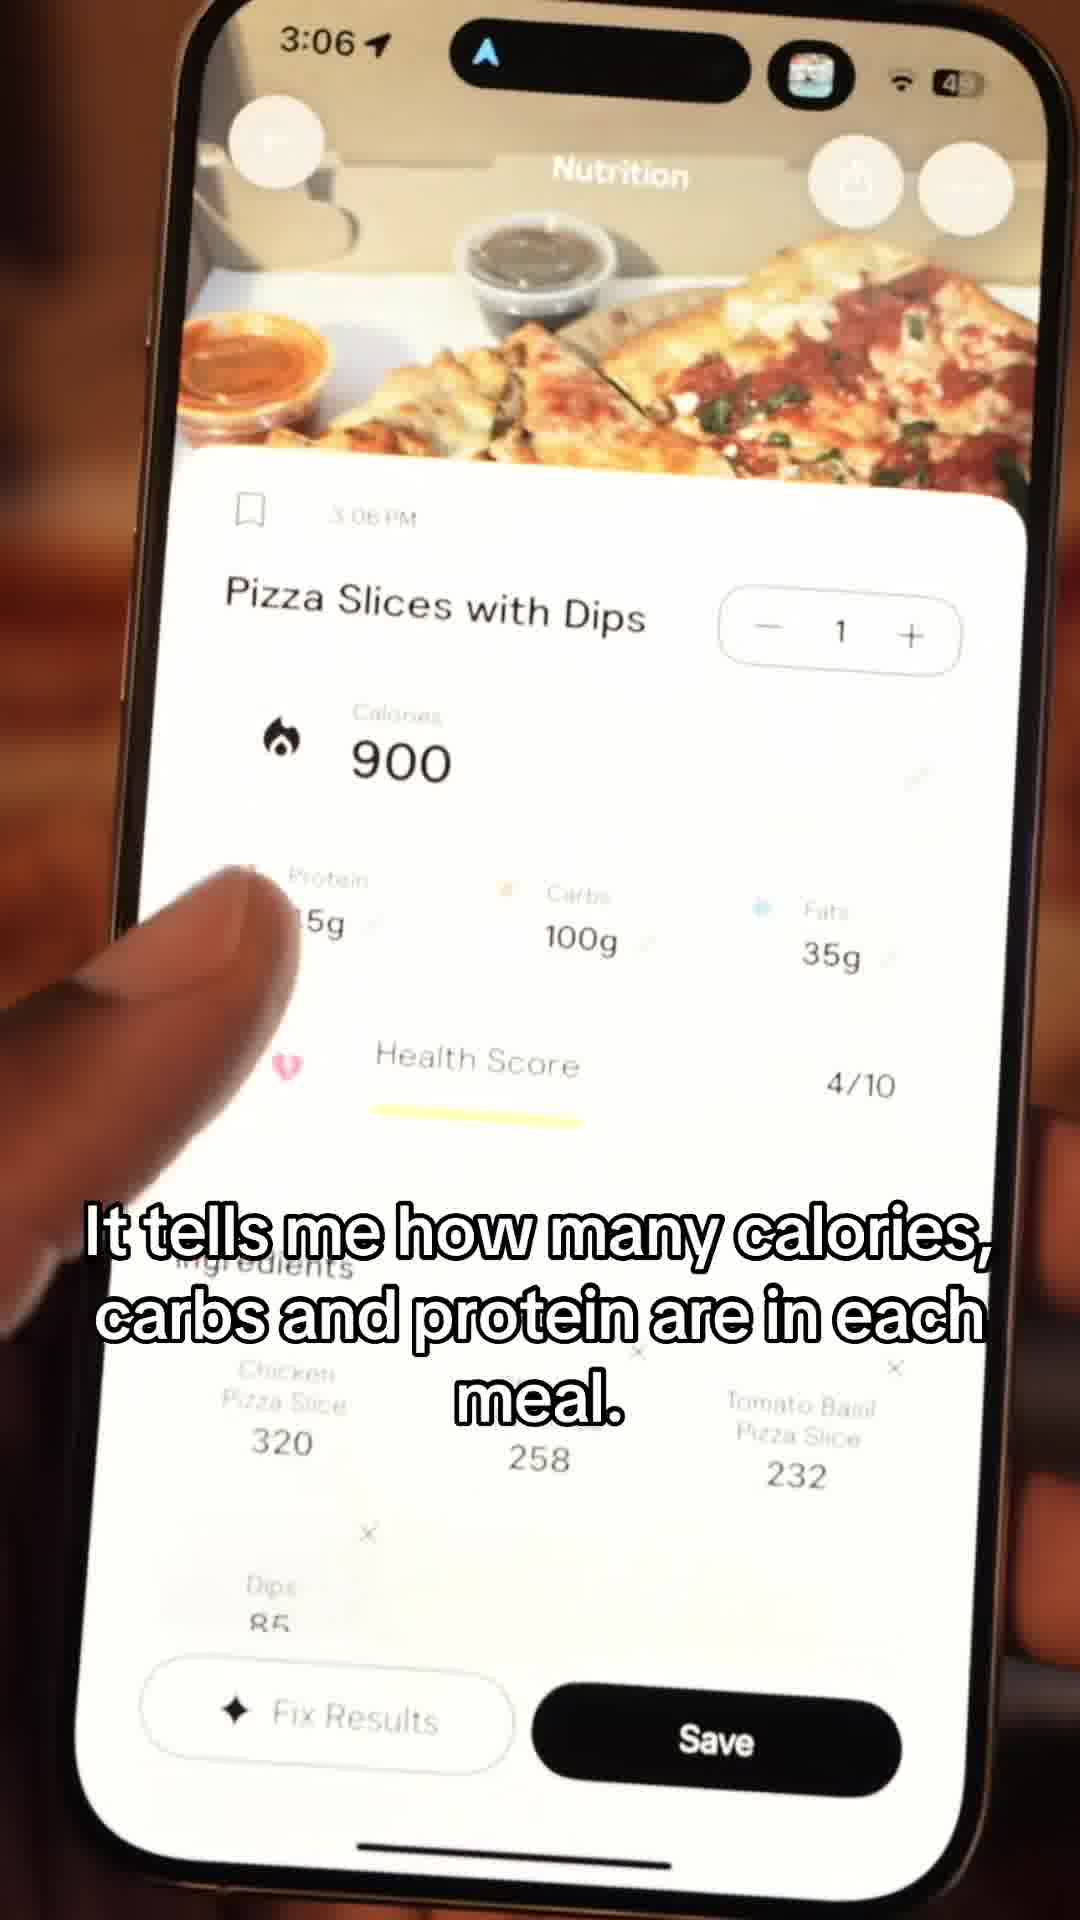 3:06
Nutrition
3:06 PM
Pizza Slices with Dips
1
Calories
900
Protein
Carbs
Fats
5g
100g
35g
Health Score
4/10
It tells me how many calories,
Ingredients
carbs and protein are in each
meal.
Chicken
Pizza Slice
320
258
Tomato Basil
Pizza Slice
232
Dips
85
Fix Results
Save